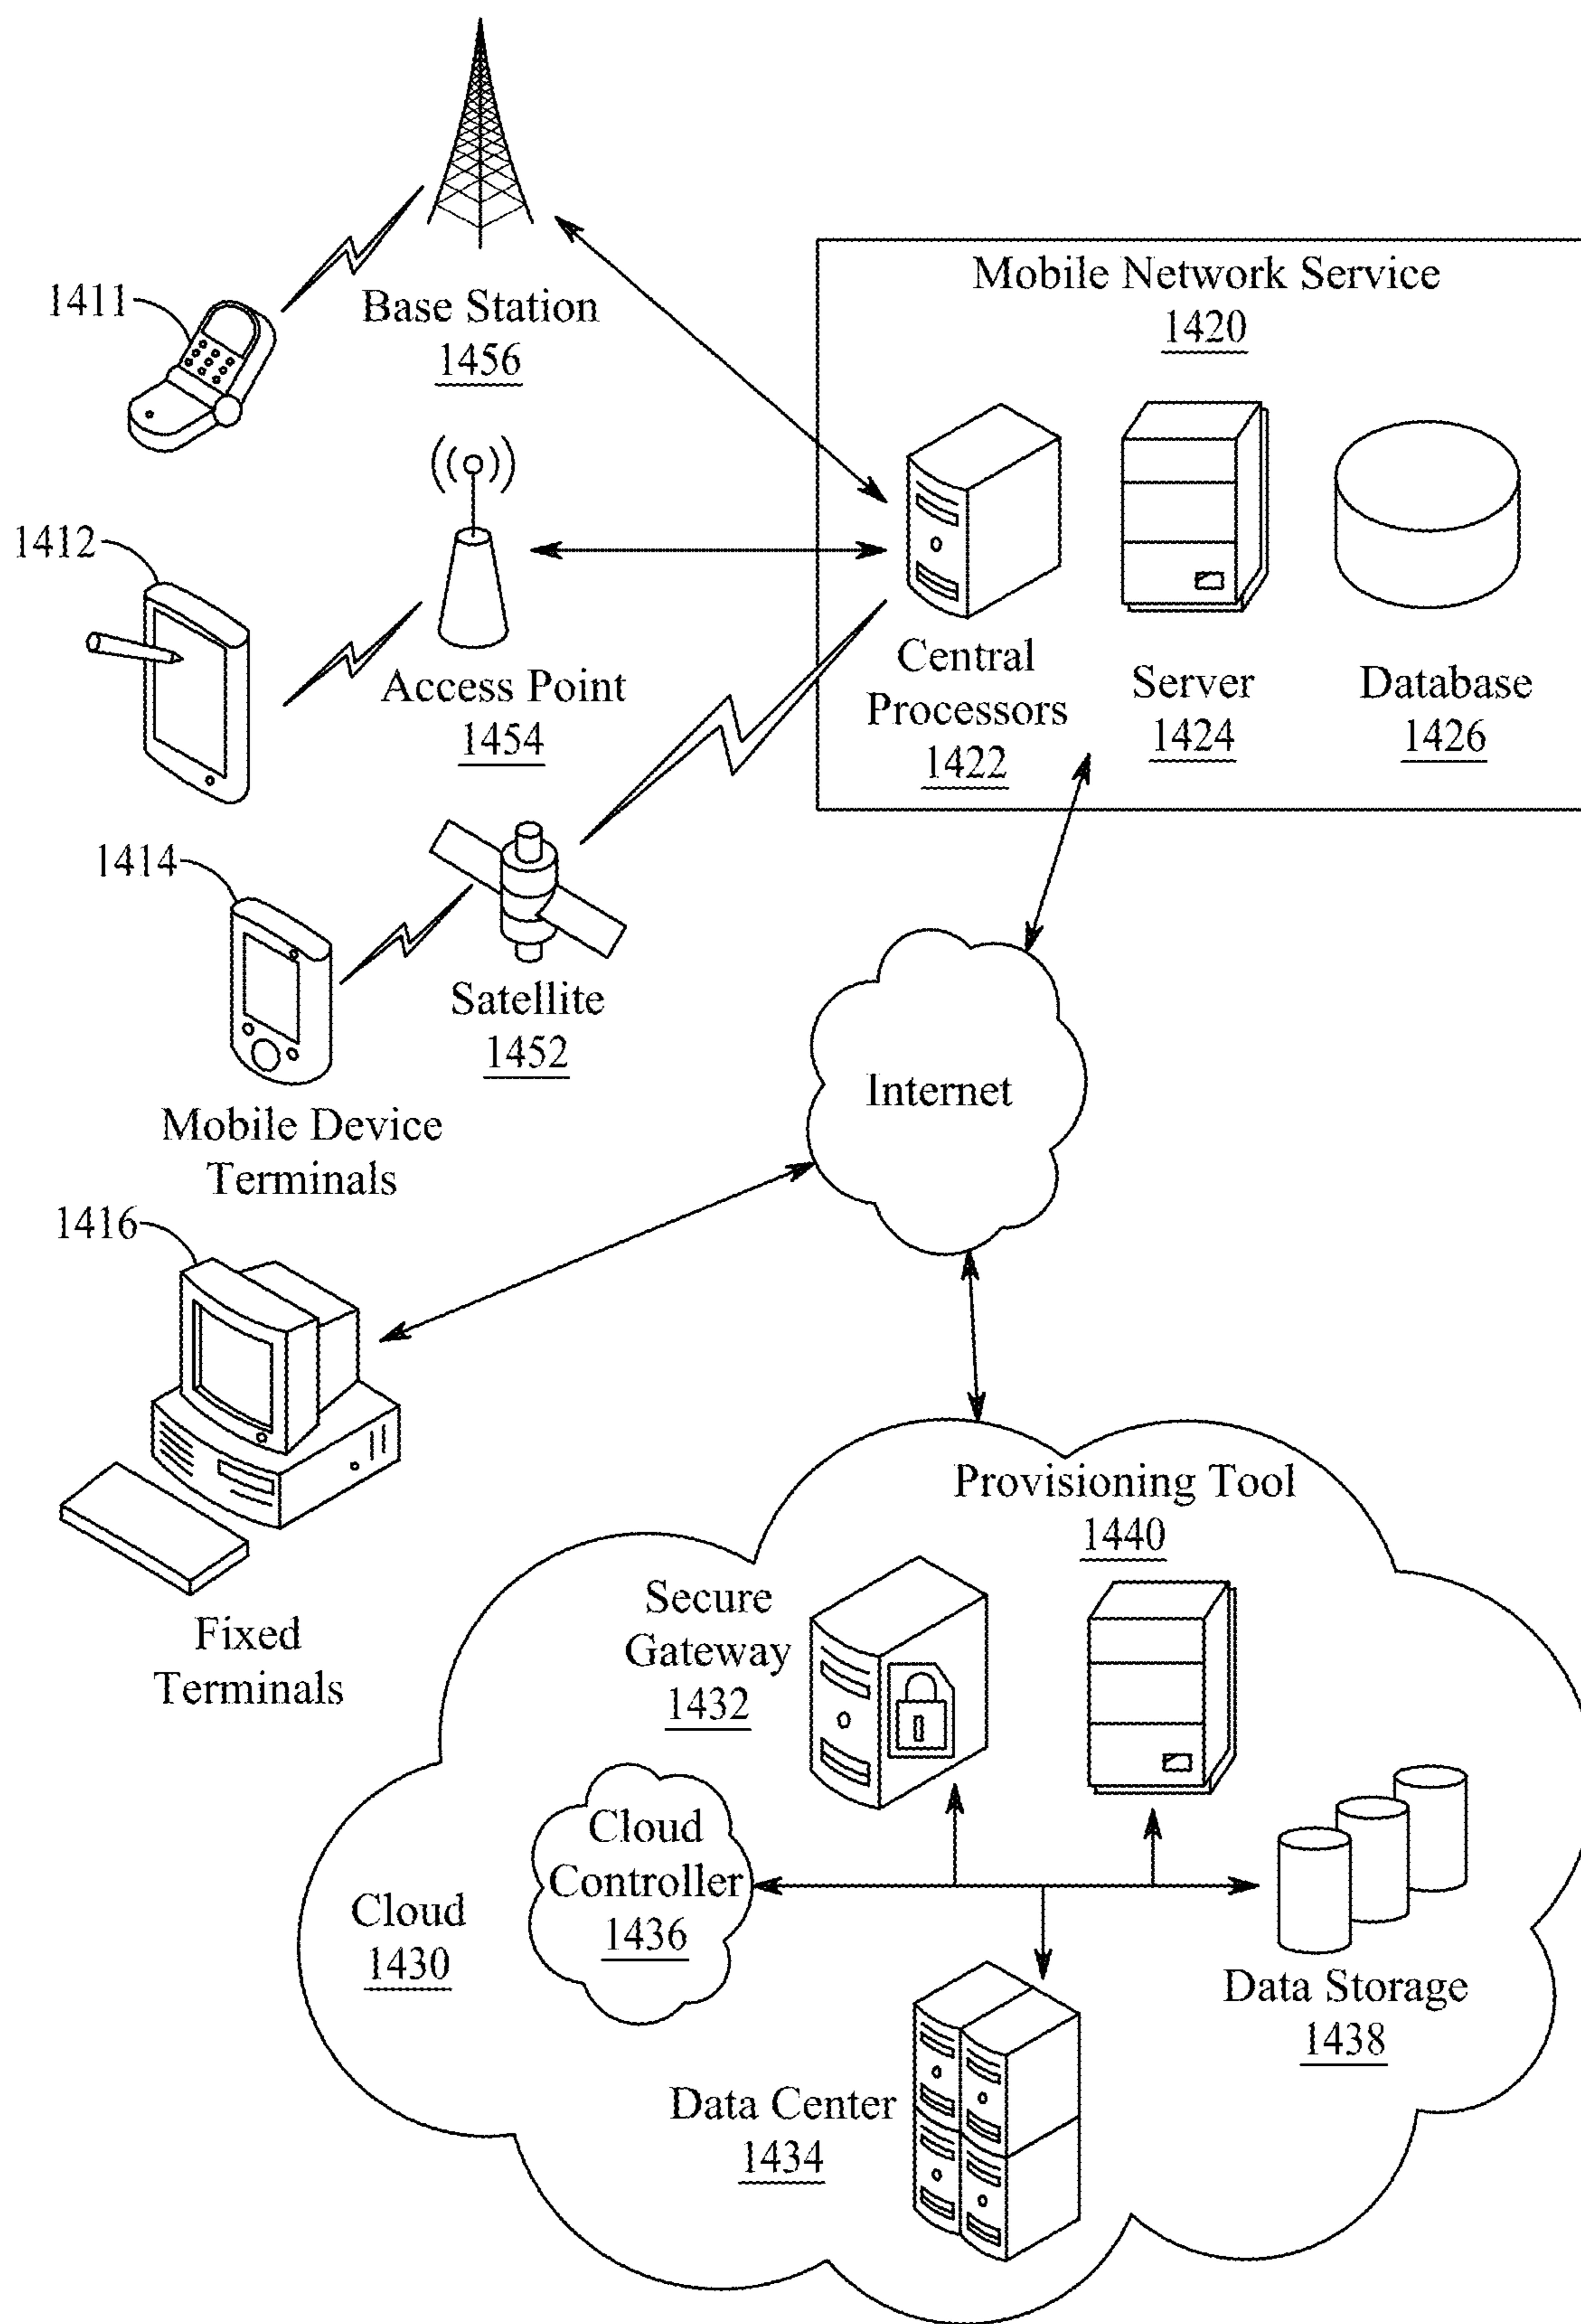 1411
Base Station
1456
Mobile Network Service
1420
1412
Access Point
1454
Central
Processors
1422
Server
1424
Database
1426
1414
Satellite
1452
Mobile Device
Terminals
Internet
1416
Fixed
Terminals
Provisioning Tool
1440
Secure
Gateway
1432
Cloud
Controller
1436
Cloud
1430
Data Storage
1438
Data Center
1434